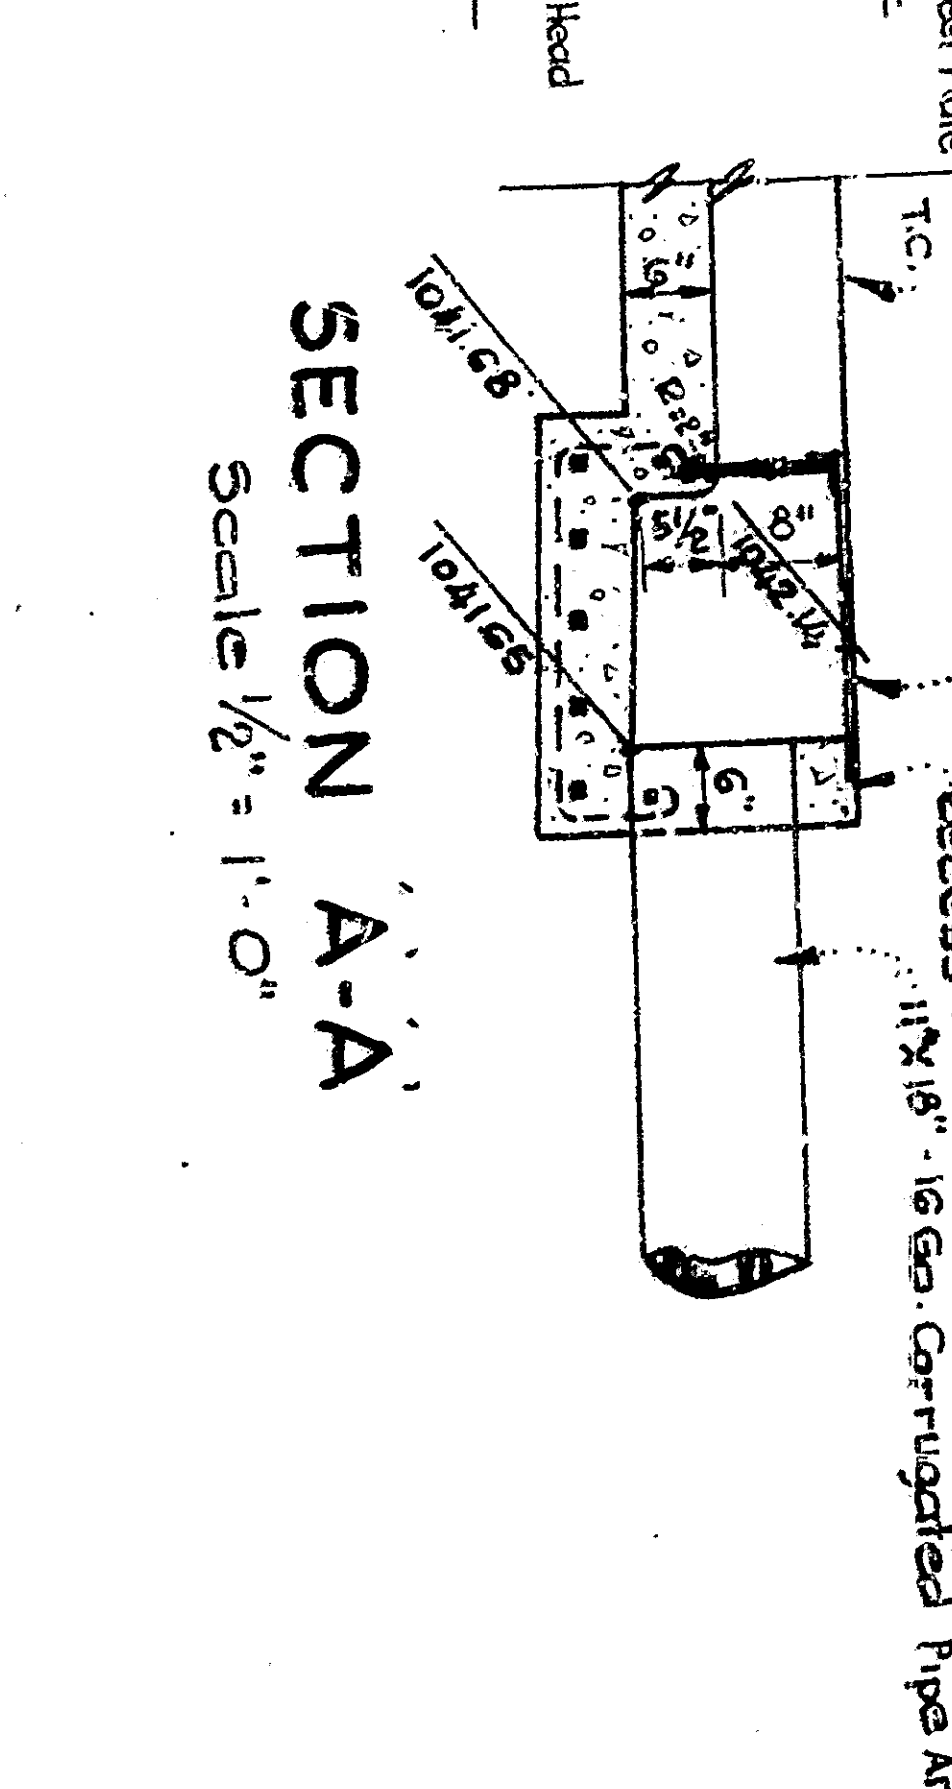 Head
T.C.
6"
R=2"
1041.68
5 1/2"
8"
1042.14
1041.65
6"
11" x 18" - 16 Ga. Corrugated Pipe
SECTION A-A
Scale 1/2" = 1'-0"